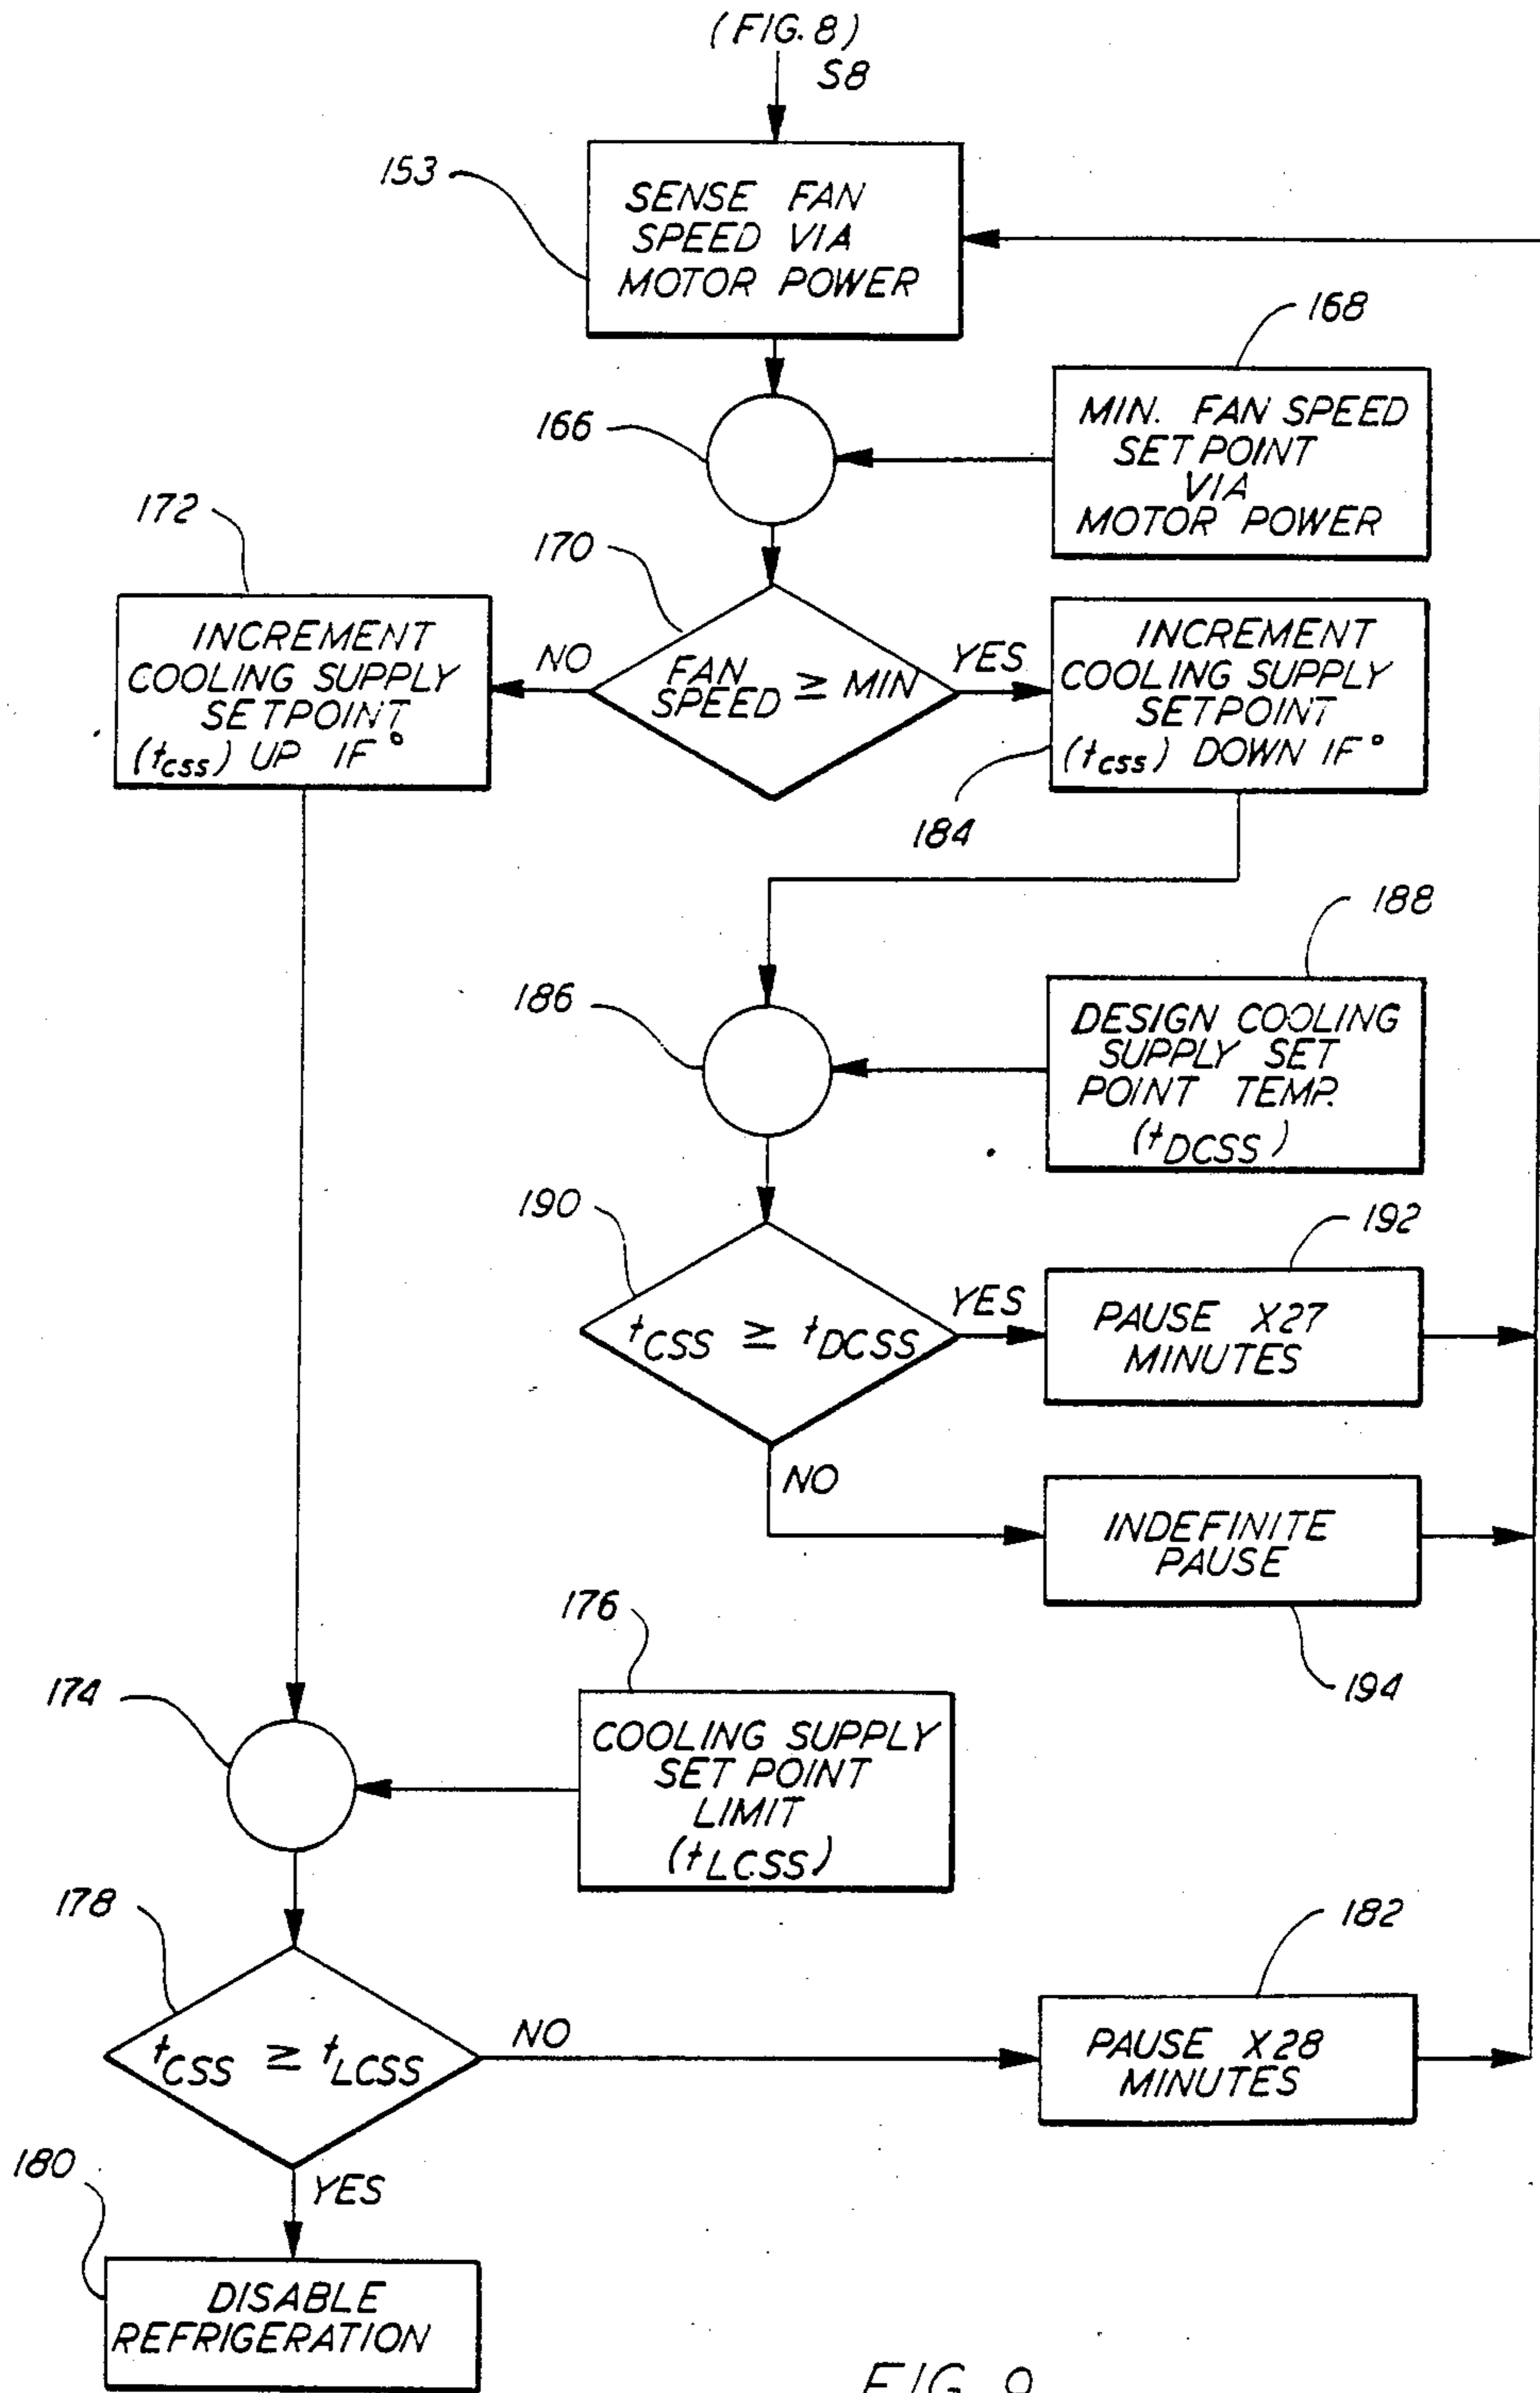 (FIG. 8)
S8
153
SENSE FAN
SPEED VIA
MOTOR POWER
168
166
MIN. FAN SPEED
SET POINT
VIA
MOTOR POWER
172
170
INCREMENT
COOLING SUPPLY
SETPOINT
(tcss) UP IF°
NO
FAN
SPEED ≥ MIN
YES
INCREMENT
COOLING SUPPLY
SETPOINT
(tcss) DOWN IF°
184
188
186
DESIGN COOLING
SUPPLY SET
POINT TEMP.
(tDCSS)
190
192
tCSS ≥ tDCSS
YES
PAUSE X27
MINUTES
NO
INDEFINITE
PAUSE
176
194
174
COOLING SUPPLY
SET POINT
LIMIT
(tLCSS)
178
182
tCSS ≥ tLCSS
NO
PAUSE X28
MINUTES
180
YES
DISABLE
REFRIGERATION
FIG. 9